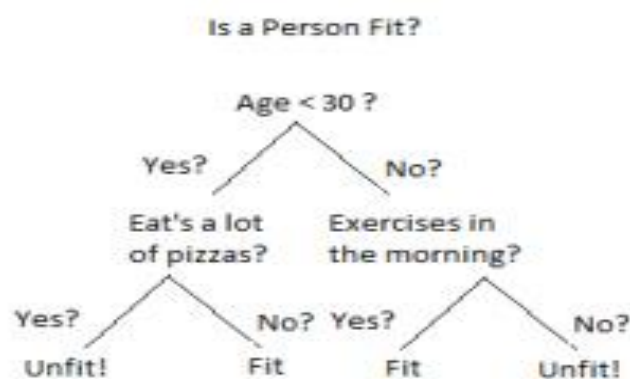 Is a Person Fit?
Age < 30 ?
Yes?
No?
Eat's a lot
of pizzas?
Exercises in
the morning?
Yes?
No?
Yes?
No?
Unfit!
Fit
Fit
Unfit!